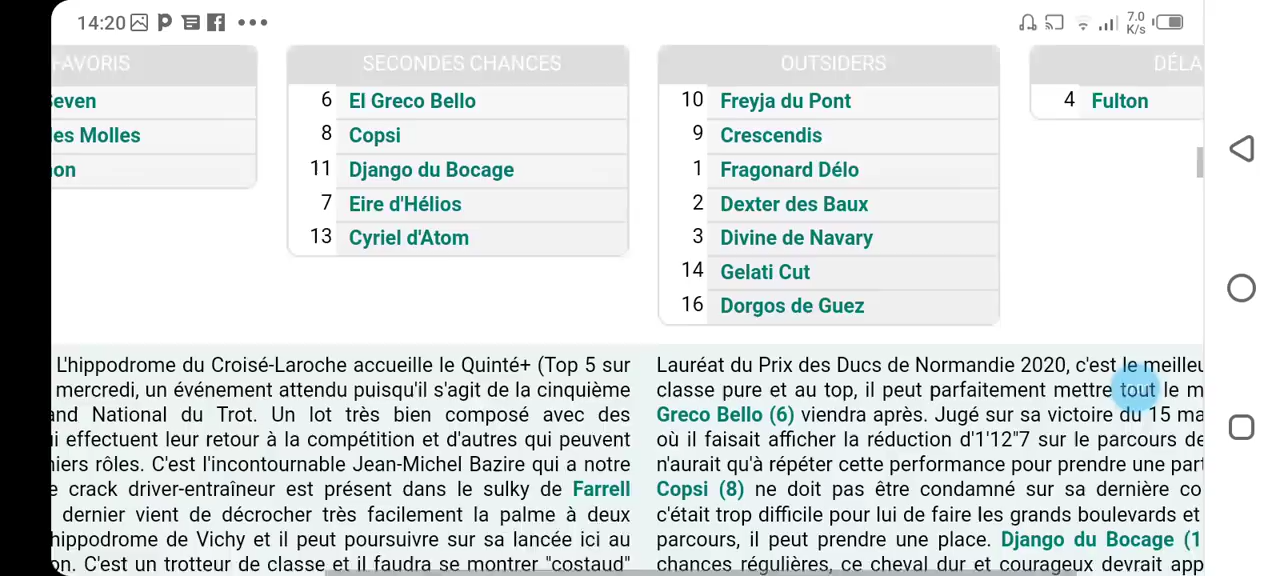 14:20
7.0 K/s
FAVORIS
Seven
les Molles
on
SECONDES CHANCES
6 El Greco Bello
8 Copsi
11 Django du Bocage
7 Eire d'Hélios
13 Cyriel d'Atom
OUTSIDERS
10 Freyja du Pont
9 Crescendis
1 Fragonard Délo
2 Dexter des Baux
3 Divine de Navary
14 Gelati Cut
16 Dorgos de Guez
DÉLA
4 Fulton
L'hippodrome du Croisé-Laroche accueille le Quinté+ (Top 5 sur
mercredi, un événement attendu puisqu'il s'agit de la cinquième
and National du Trot. Un lot très bien composé avec des
i effectuent leur retour à la compétition et d'autres qui peuvent
niers rôles. C'est l'incontournable Jean-Michel Bazire qui a notre
e crack driver-entraîneur est présent dans le sulky de Farrell
dernier vient de décrocher très facilement la palme à deux
hippodrome de Vichy et il peut poursuivre sur sa lancée ici au
on. C'est un trotteur de classe et il faudra se montrer "costaud"
Lauréat du Prix des Ducs de Normandie 2020, c'est le meilleu
classe pure et au top, il peut parfaitement mettre tout le m
Greco Bello (6) viendra après. Jugé sur sa victoire du 15 ma
où il faisait afficher la réduction d'1'12"7 sur le parcours de
n'aurait qu'à répéter cette performance pour prendre une part
Copsi (8) ne doit pas être condamné sur sa dernière co
c'était trop difficile pour lui de faire les grands boulevards et
parcours, il peut prendre une place. Django du Bocage (1
chances régulières, ce cheval dur et courageux devrait app